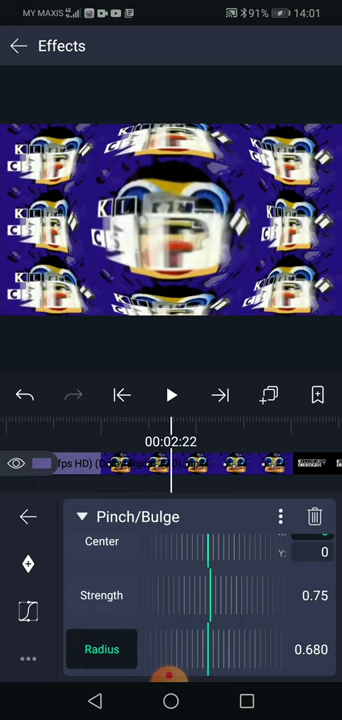 MY MAXIS 91% 14:01
Effects
00:02:22
fps HD)
Pinch/Bulge
Center
Y: 0
Strength 0.75
Radius 0.680